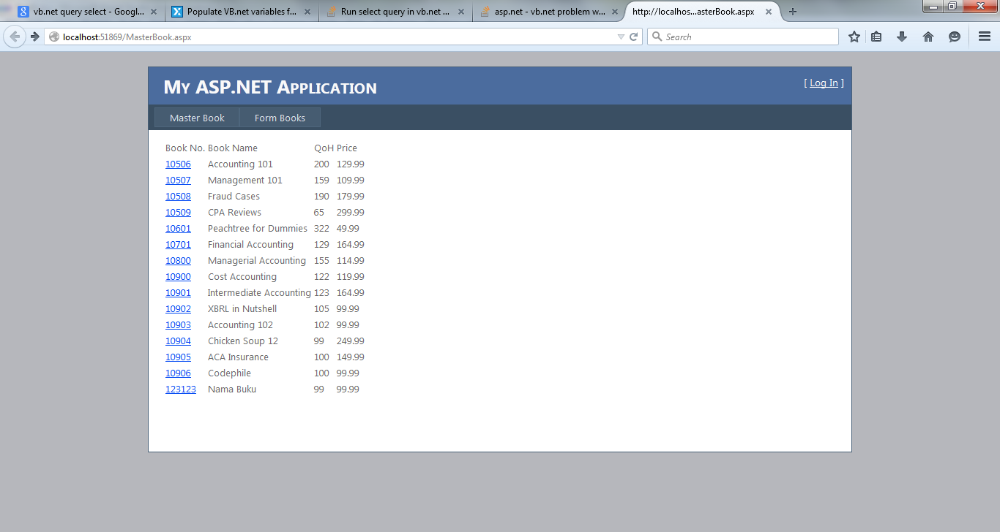 vb.net query select - Googl...
Populate VB.net variables f...
Run select query in vb.net ...
asp.net - vb.net problem w...
http://localhos...asterBook.aspx
localhost:51869/MasterBook.aspx
Search
My ASP.NET Application
[ Log In ]
Master Book Form Books
Book No. Book Name QoH Price
10506 Accounting 101 200 129.99
10507 Management 101 159 109.99
10508 Fraud Cases 190 179.99
10509 CPA Reviews 65 299.99
10601 Peachtree for Dummies 322 49.99
10701 Financial Accounting 129 164.99
10800 Managerial Accounting 155 114.99
10900 Cost Accounting 122 119.99
10901 Intermediate Accounting 123 164.99
10902 XBRL in Nutshell 105 99.99
10903 Accounting 102 102 99.99
10904 Chicken Soup 12 99 249.99
10905 ACA Insurance 100 149.99
10906 Codephile 100 99.99
123123 Nama Buku 99 99.99